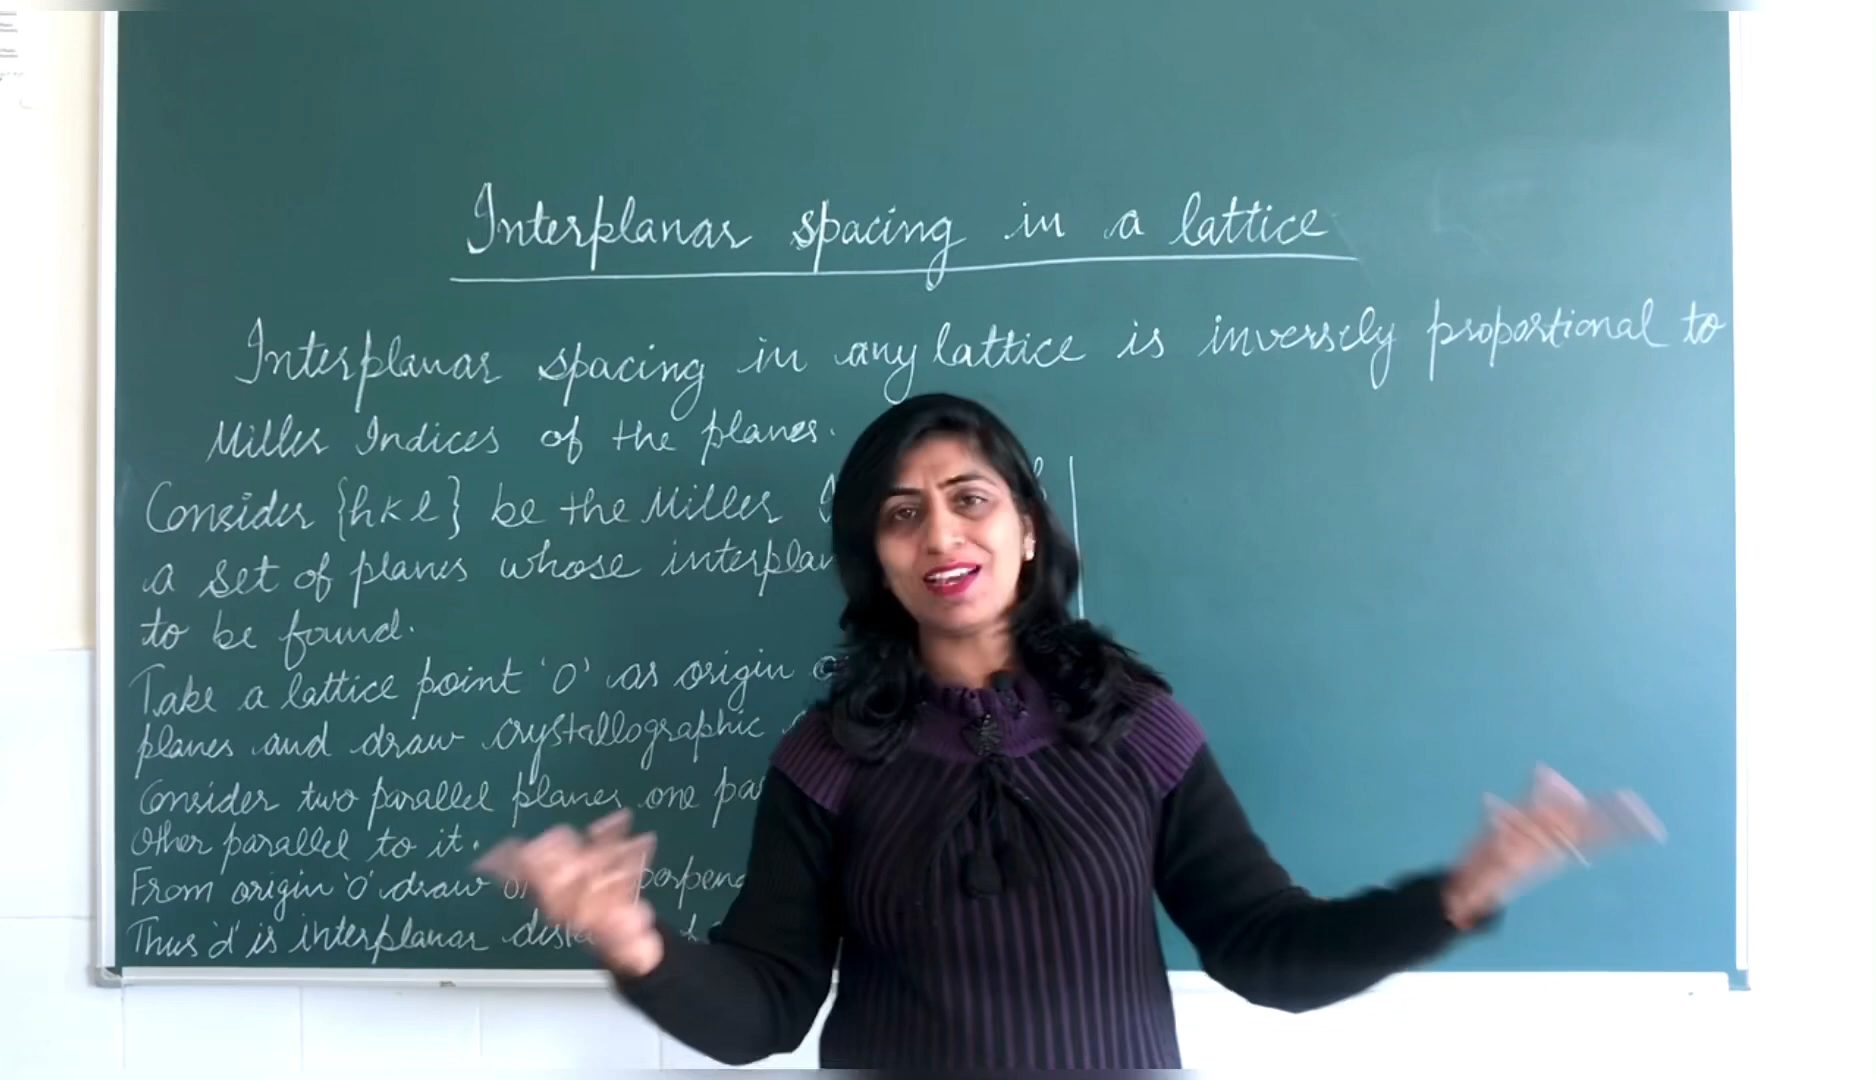 Interplanar spacing in a lattice
Interplanar spacing in any lattice is inversely proportional to
Miller Indices of the planes.
Consider {hkl} be the Miller
a set of planes whose
to be found.
Take a lattice point 'O' as origin
planes and draw crystallographic
Consider two parallel planes, one
Other parallel to it.
From origin 'O' draw
Thus 'd' is interplanar